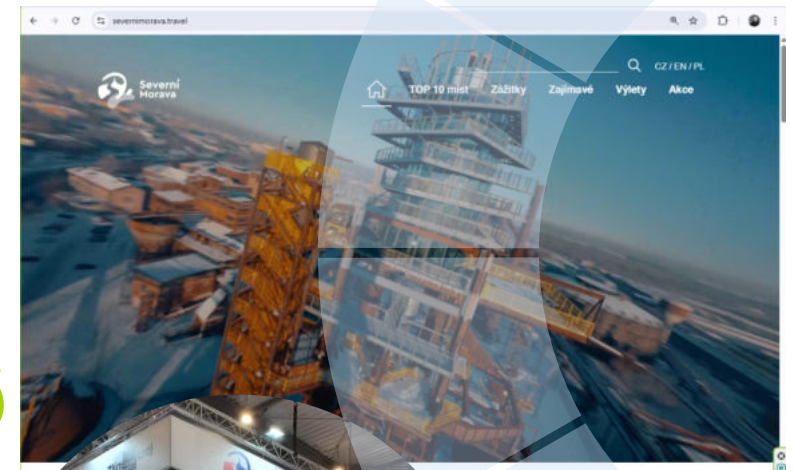 severnimorava.travel
CZ / EN / PL
Severní
Morava
TOP 10 míst Zážitky Zajímavé Výlety Akce